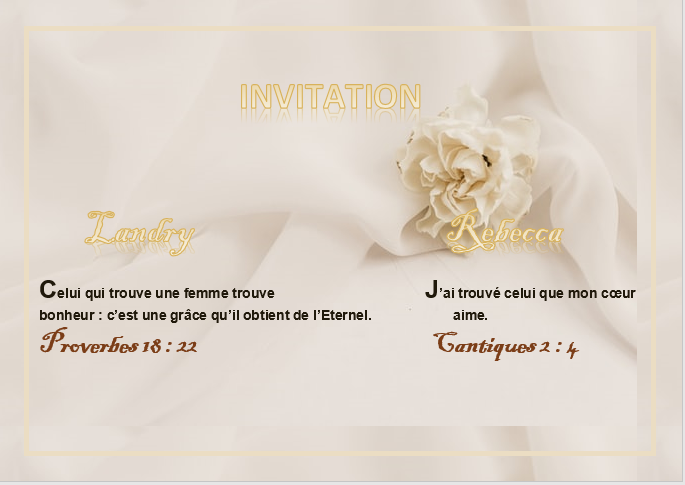 INVITATION
Landry
Rebecca
Celui qui trouve une femme trouve
bonheur : c’est une grâce qu’il obtient de l’Eternel.
Proverbes 18 : 22
J’ai trouvé celui que mon cœur
aime.
Cantiques 2 : 4